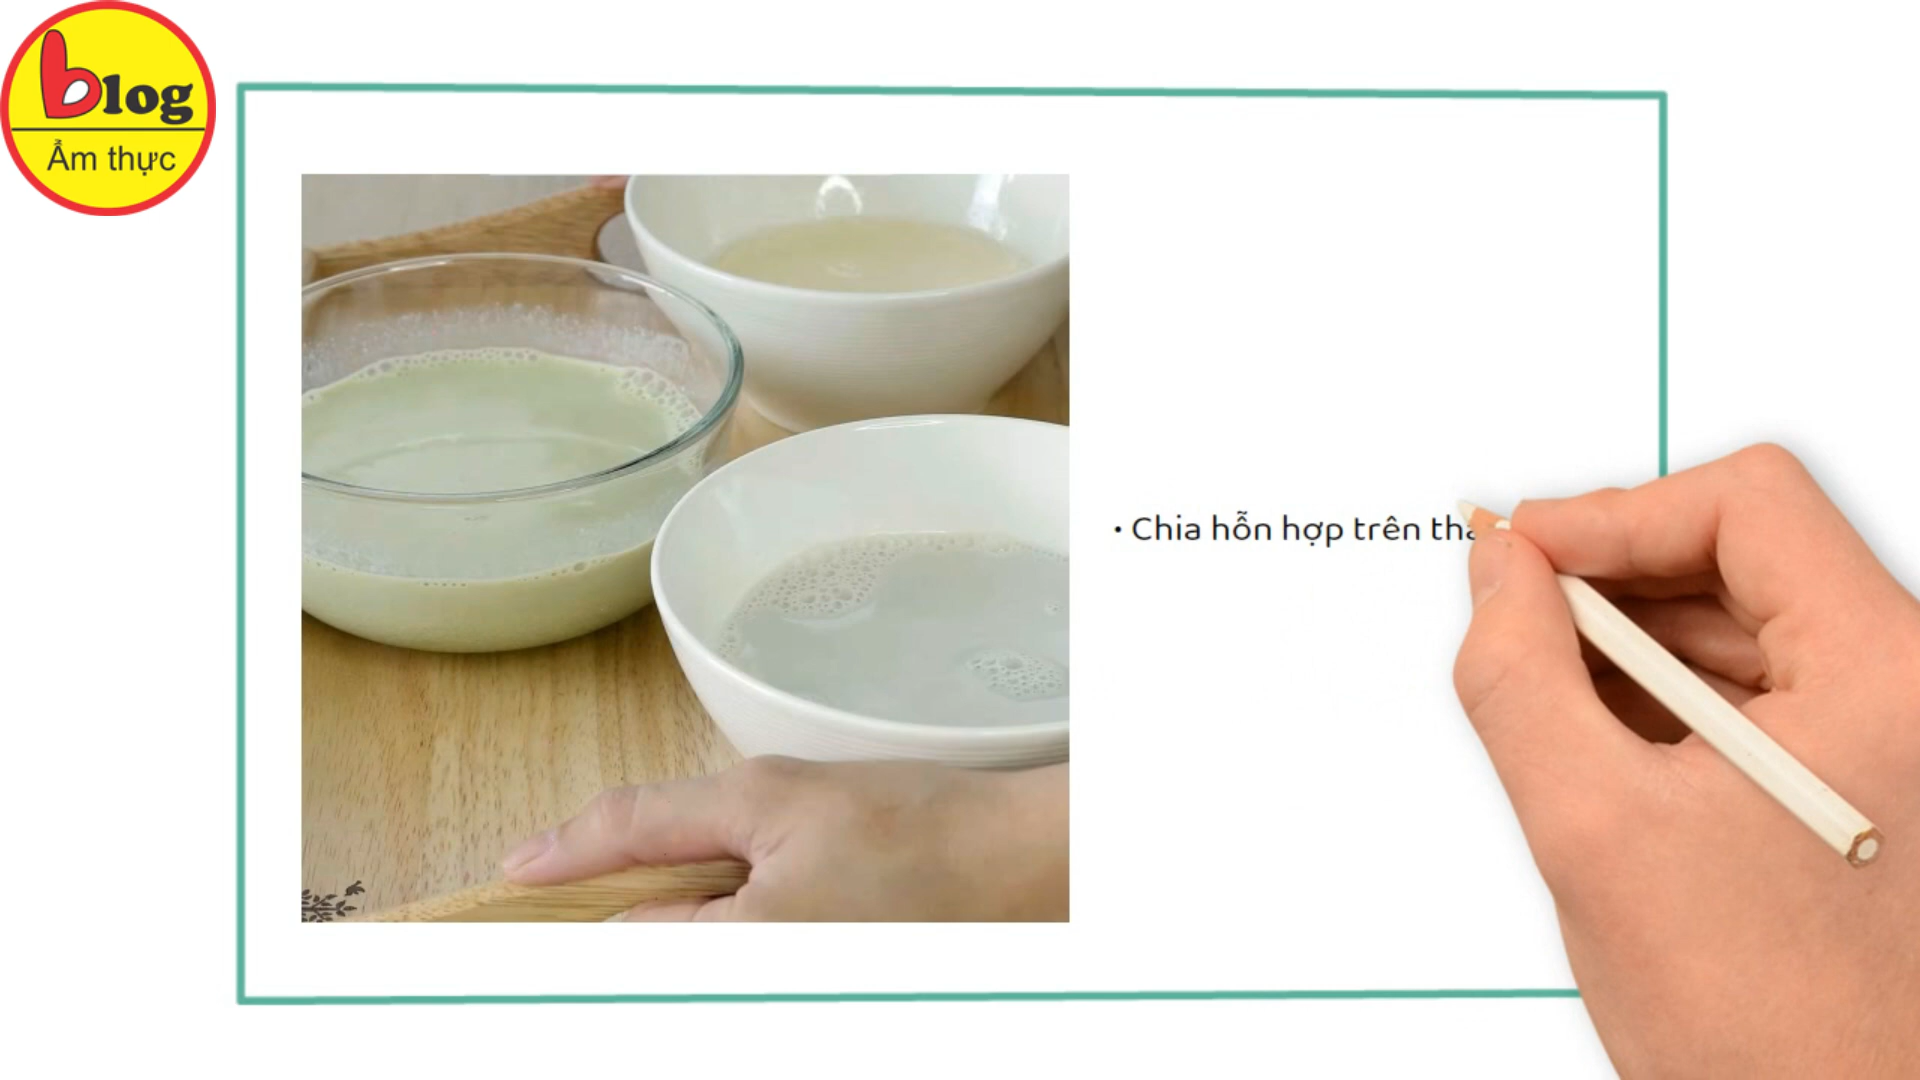 blog
Ẩm thực
• Chia hỗn hợp trên